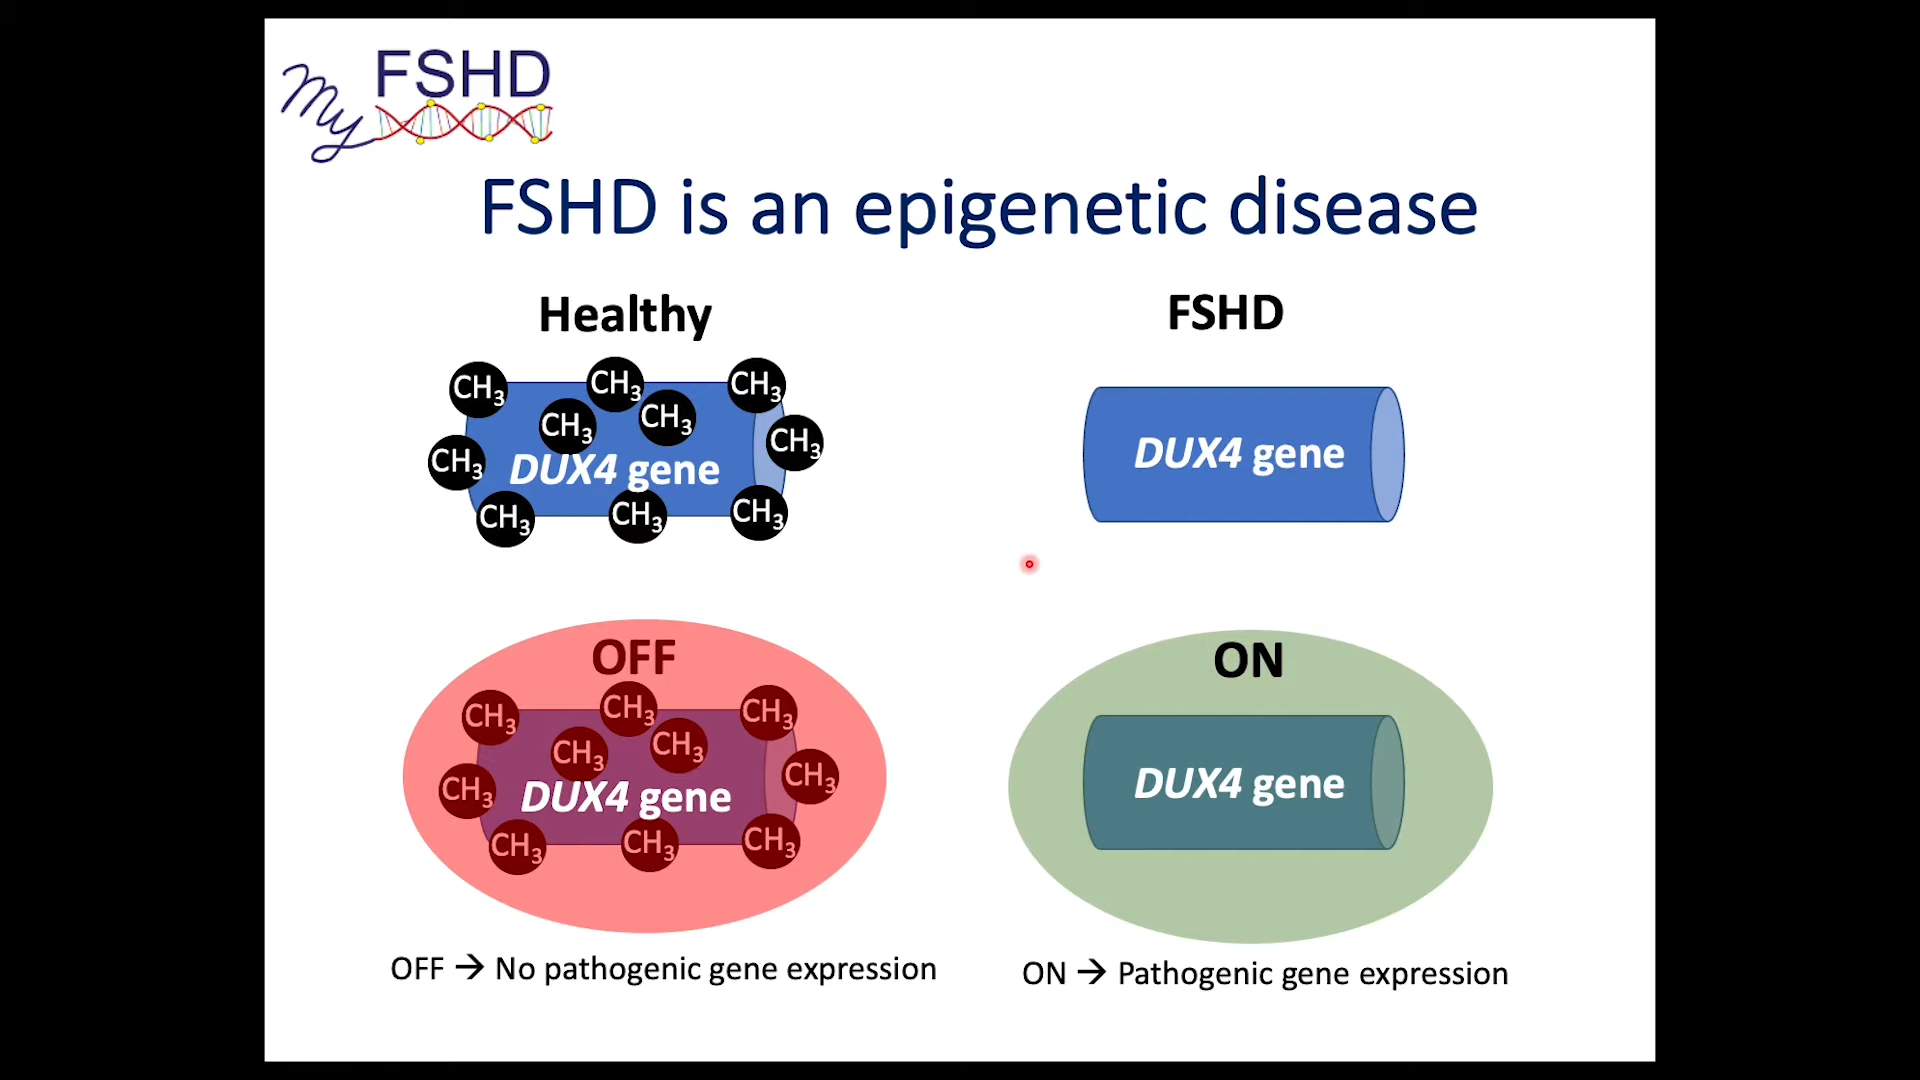 My FSHD
FSHD is an epigenetic disease
Healthy
FSHD
CH3
CH3
CH3
CH3
CH3
CH3
CH3
DUX4 gene
DUX4 gene
CH3
CH3
CH3
OFF
ON
CH3
CH3
CH3
CH3
CH3
CH3
CH3
DUX4 gene
DUX4 gene
CH3
CH3
CH3
OFF → No pathogenic gene expression
ON → Pathogenic gene expression